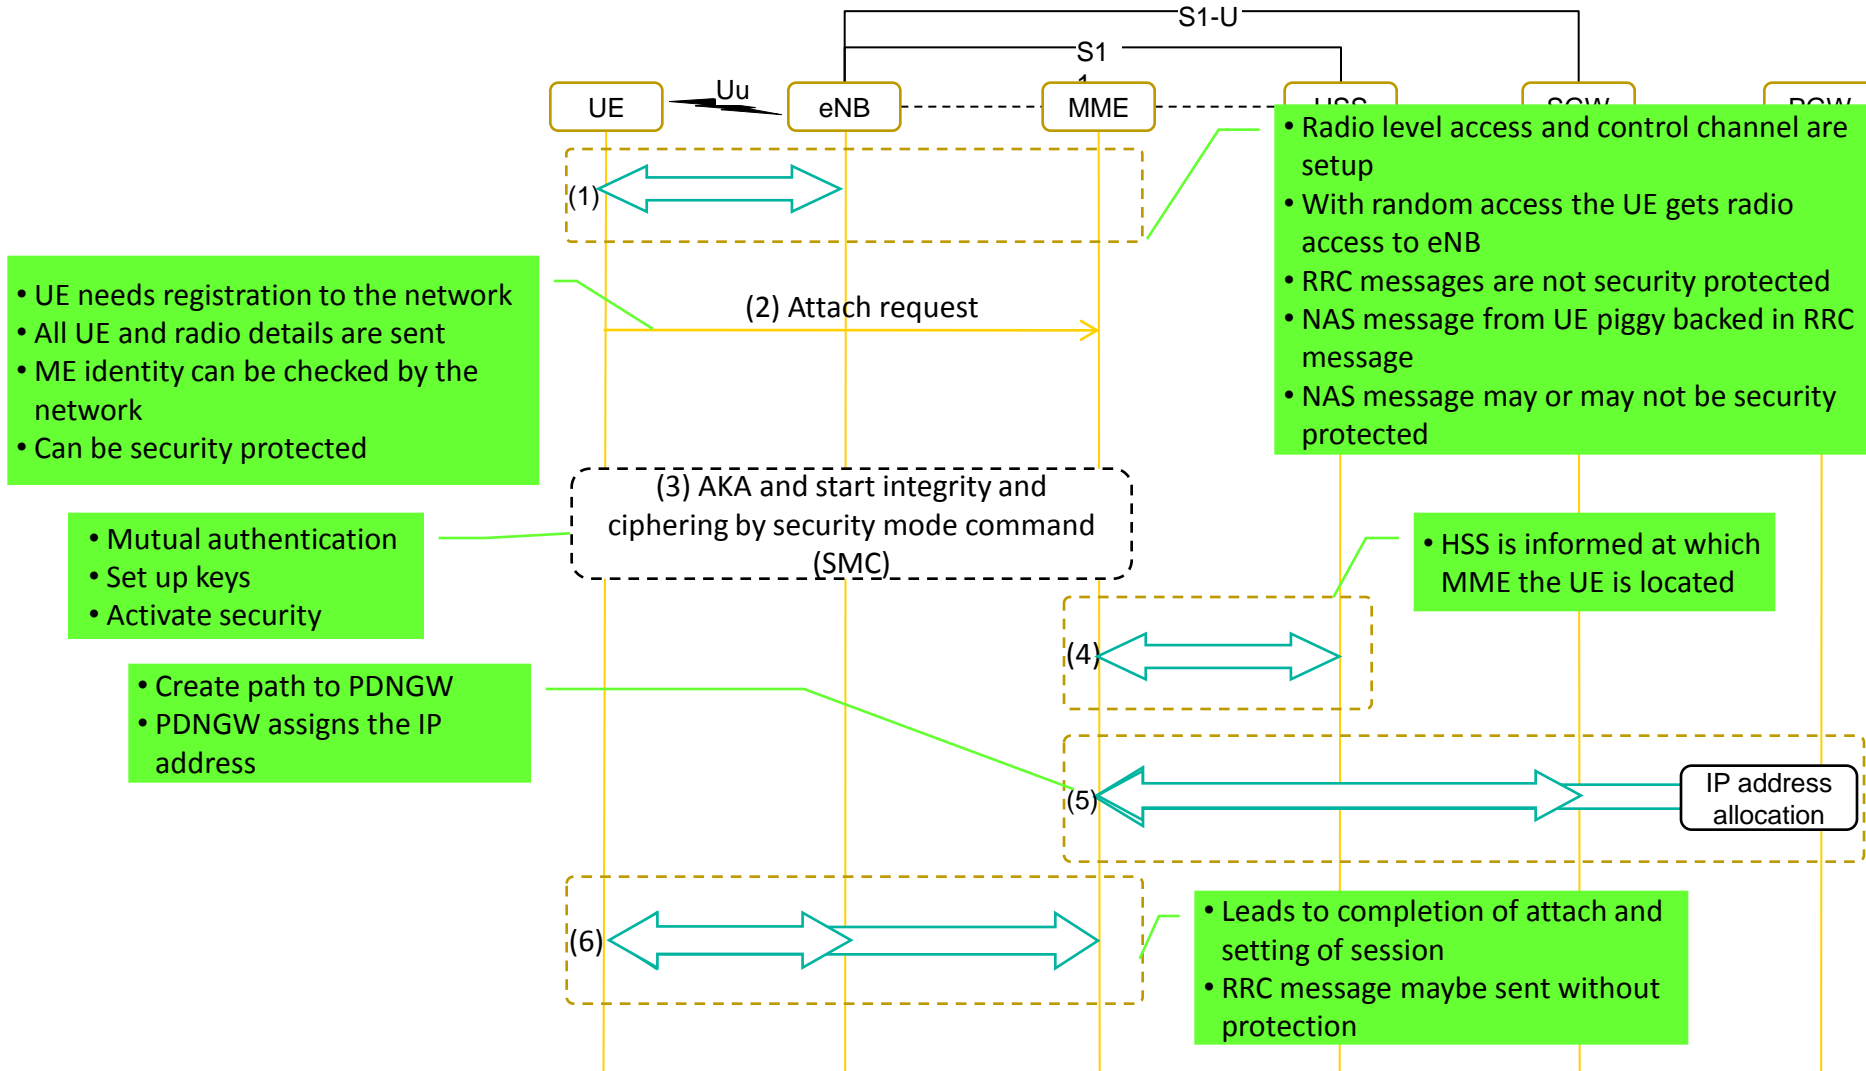 S1-U
S1
Uu
UE
eNB
MME
HSS
SGW
PGW
• Radio level access and control channel are
setup
• With random access the UE gets radio
access to eNB
• RRC messages are not security protected
• NAS message from UE piggy backed in RRC
message
• NAS message may or may not be security
protected
(1)
• UE needs registration to the network
• All UE and radio details are sent
• ME identity can be checked by the
network
• Can be security protected
(2) Attach request
(3) AKA and start integrity and
ciphering by security mode command
(SMC)
• Mutual authentication
• Set up keys
• Activate security
• HSS is informed at which
MME the UE is located
(4)
• Create path to PDNGW
• PDNGW assigns the IP
address
(5)
IP address
allocation
(6)
• Leads to completion of attach and
setting of session
• RRC message maybe sent without
protection